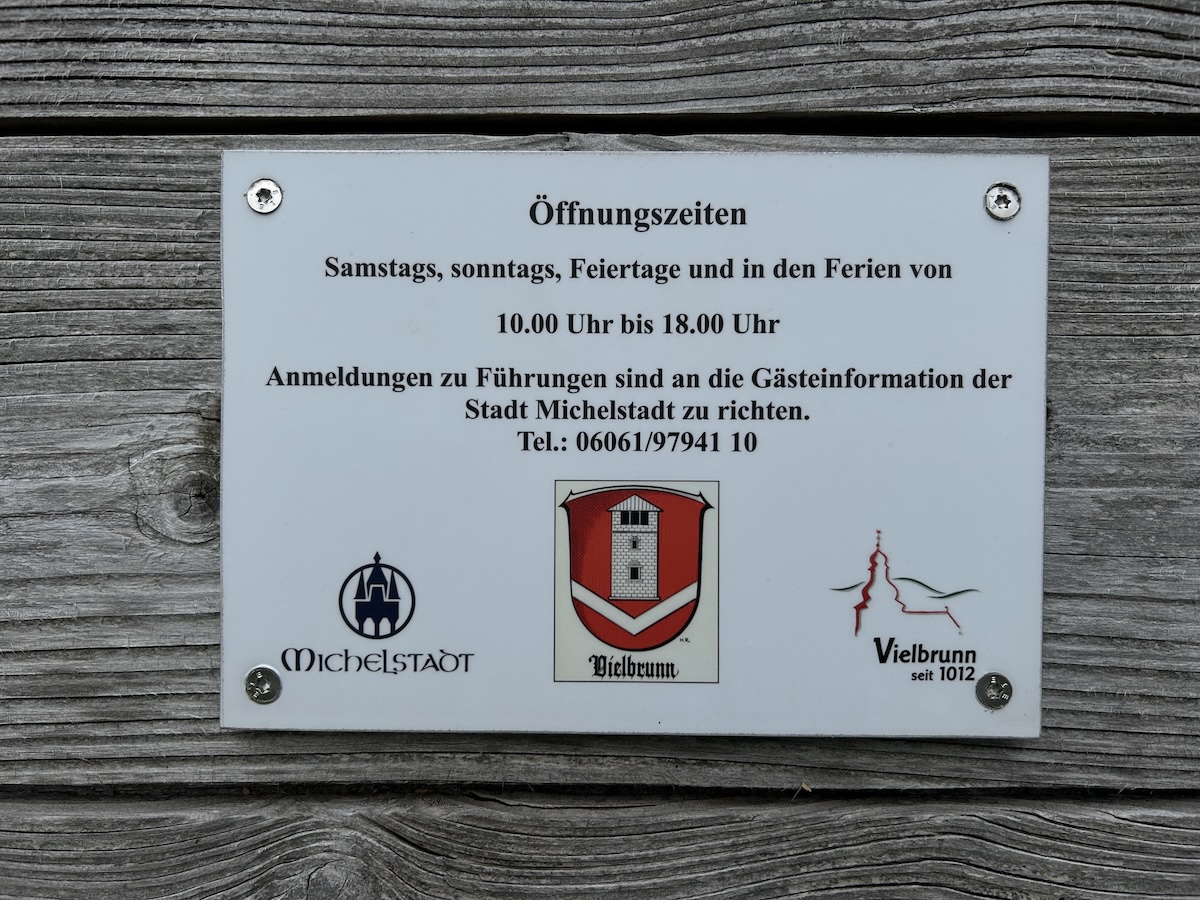 Öffnungszeiten
Samstags, sonntags, Feiertage und in den Ferien von
10.00 Uhr bis 18.00 Uhr
Anmeldungen zu Führungen sind an die Gästeinformation der
Stadt Michelstadt zu richten.
Tel.: 06061/97941 10
H.R.
MICHELSTADT
Vielbrunn
Vielbrunn
seit 1012